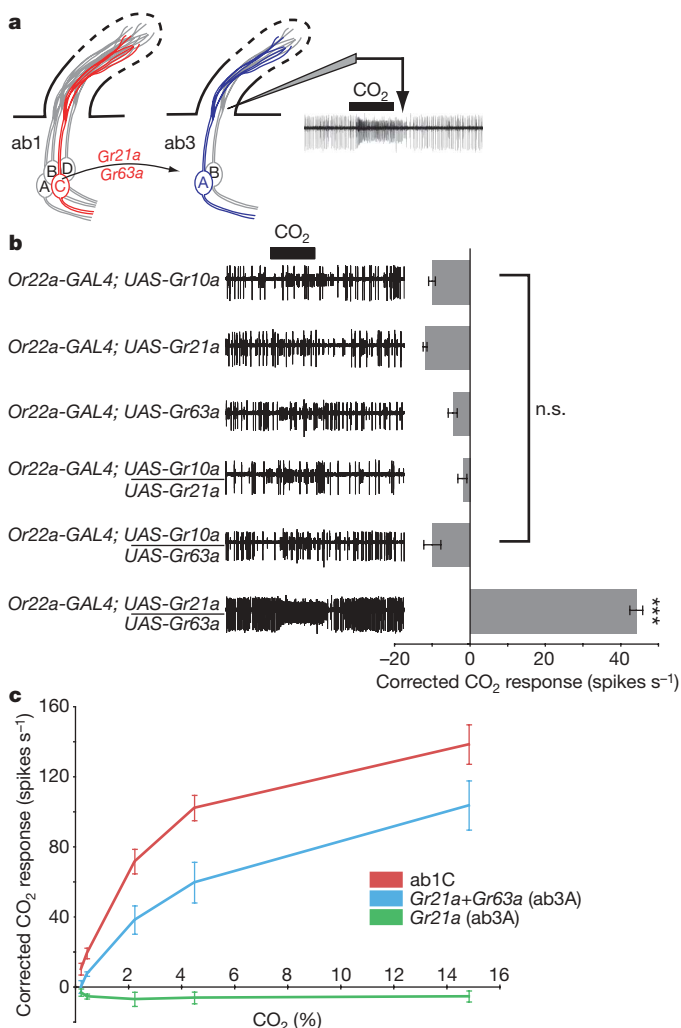 a
CO2
ab1
ab3
Gr21a
Gr63a
B
D
A
C
B
A
b
CO2
Or22a-GAL4; UAS-Gr10a
Or22a-GAL4; UAS-Gr21a
Or22a-GAL4; UAS-Gr63a
Or22a-GAL4; UAS-Gr10a
UAS-Gr21a
Or22a-GAL4; UAS-Gr10a
UAS-Gr63a
Or22a-GAL4; UAS-Gr21a
UAS-Gr63a
n.s.
***
–20 0 20 40
Corrected CO2 response (spikes s–1)
c
160
120
80
40
0
Corrected CO2 response (spikes s–1)
ab1C
Gr21a+Gr63a (ab3A)
Gr21a (ab3A)
2 4 6 8 10 12 14 16
CO2 (%)